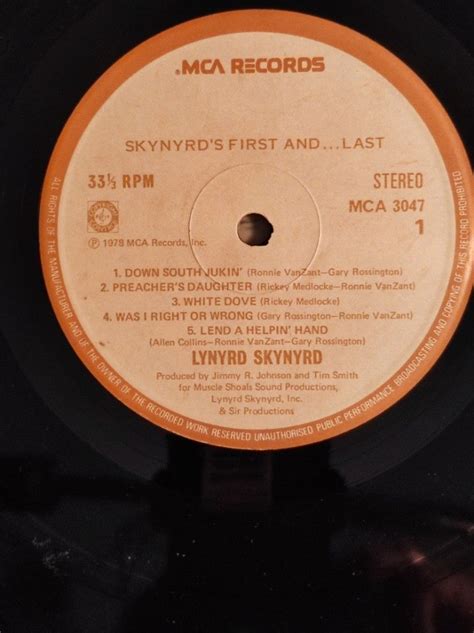 MCA RECORDS
SKYNYRD'S FIRST AND...LAST
33⅓ RPM
STEREO
MCA 3047
1
Ⓟ 1978 MCA Records, Inc.
1. DOWN SOUTH JUKIN' (Ronnie VanZant–Gary Rossington)
2. PREACHER'S DAUGHTER (Rickey Medlocke–Ronnie VanZant)
3. WHITE DOVE (Rickey Medlocke)
4. WAS I RIGHT OR WRONG (Gary Rossington–Ronnie VanZant)
5. LEND A HELPIN' HAND
(Allen Collins–Ronnie VanZant–Gary Rossington)
LYNYRD SKYNYRD
Produced by Jimmy R. Johnson and Tim Smith
for Muscle Shoals Sound Productions,
Lynyrd Skynyrd, Inc.
& Sir Productions
ALL RIGHTS OF THE MANUFACTURER AND OF THE OWNER OF THE RECORDED WORK RESERVED UNAUTHORISED PUBLIC PERFORMANCE BROADCASTING AND COPYING OF THIS RECORD PROHIBITED